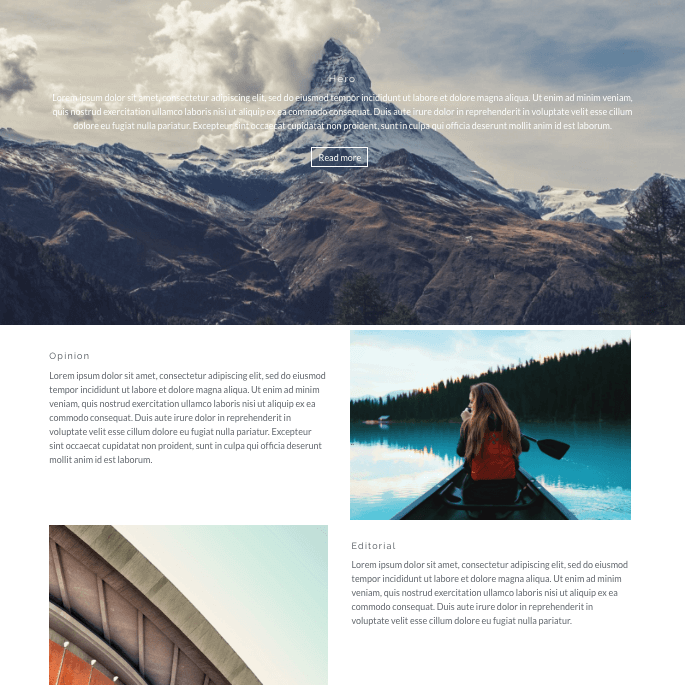 Hero
Lorem ipsum dolor sit amet, consectetur adipiscing elit, sed do eiusmod tempor incididunt ut labore et dolore magna aliqua. Ut enim ad minim veniam,
quis nostrud exercitation ullamco laboris nisi ut aliquip ex ea commodo consequat. Duis aute irure dolor in reprehenderit in voluptate velit esse cillum
dolore eu fugiat nulla pariatur. Excepteur sint occaecat cupidatat non proident, sunt in culpa qui officia deserunt mollit anim id est laborum.
Read more
Opinion
Lorem ipsum dolor sit amet, consectetur adipiscing elit, sed do eiusmod
tempor incididunt ut labore et dolore magna aliqua. Ut enim ad minim
veniam, quis nostrud exercitation ullamco laboris nisi ut aliquip ex ea
commodo consequat. Duis aute irure dolor in reprehenderit in
voluptate velit esse cillum dolore eu fugiat nulla pariatur. Excepteur
sint occaecat cupidatat non proident, sunt in culpa qui officia deserunt
mollit anim id est laborum.
Editorial
Lorem ipsum dolor sit amet, consectetur adipiscing elit, sed do eiusmod
tempor incididunt ut labore et dolore magna aliqua. Ut enim ad minim
veniam, quis nostrud exercitation ullamco laboris nisi ut aliquip ex ea
commodo consequat. Duis aute irure dolor in reprehenderit in
voluptate velit esse cillum dolore eu fugiat nulla pariatur.